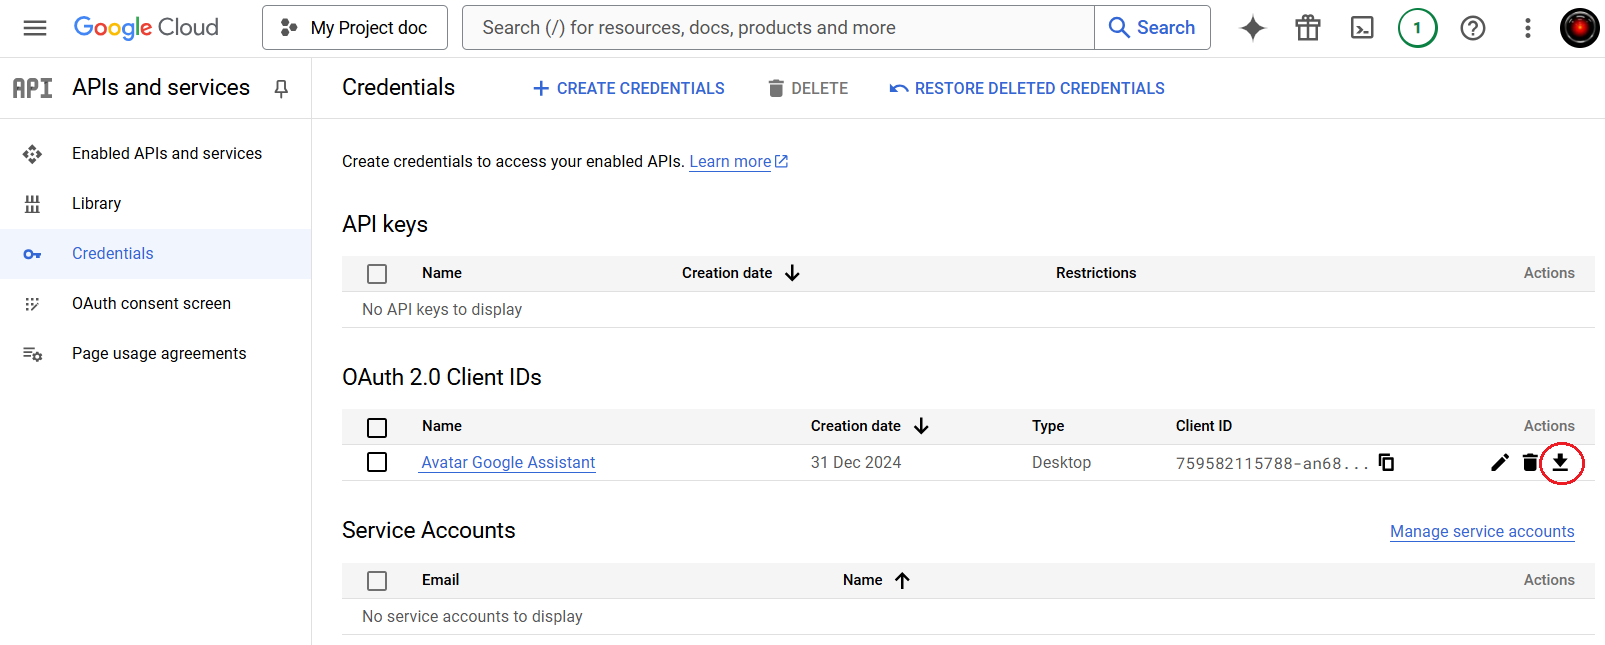 Google Cloud
My Project doc
Search (/) for resources, docs, products and more
Search
1
API
APIs and services
Credentials
CREATE CREDENTIALS
DELETE
RESTORE DELETED CREDENTIALS
Enabled APIs and services
Library
Credentials
OAuth consent screen
Page usage agreements
Create credentials to access your enabled APIs. Learn more
API keys
Name Creation date Restrictions Actions
No API keys to display
OAuth 2.0 Client IDs
Name Creation date Type Client ID Actions
Avatar Google Assistant 31 Dec 2024 Desktop 759582115788-an68...
Service Accounts
Manage service accounts
Email Name Actions
No service accounts to display